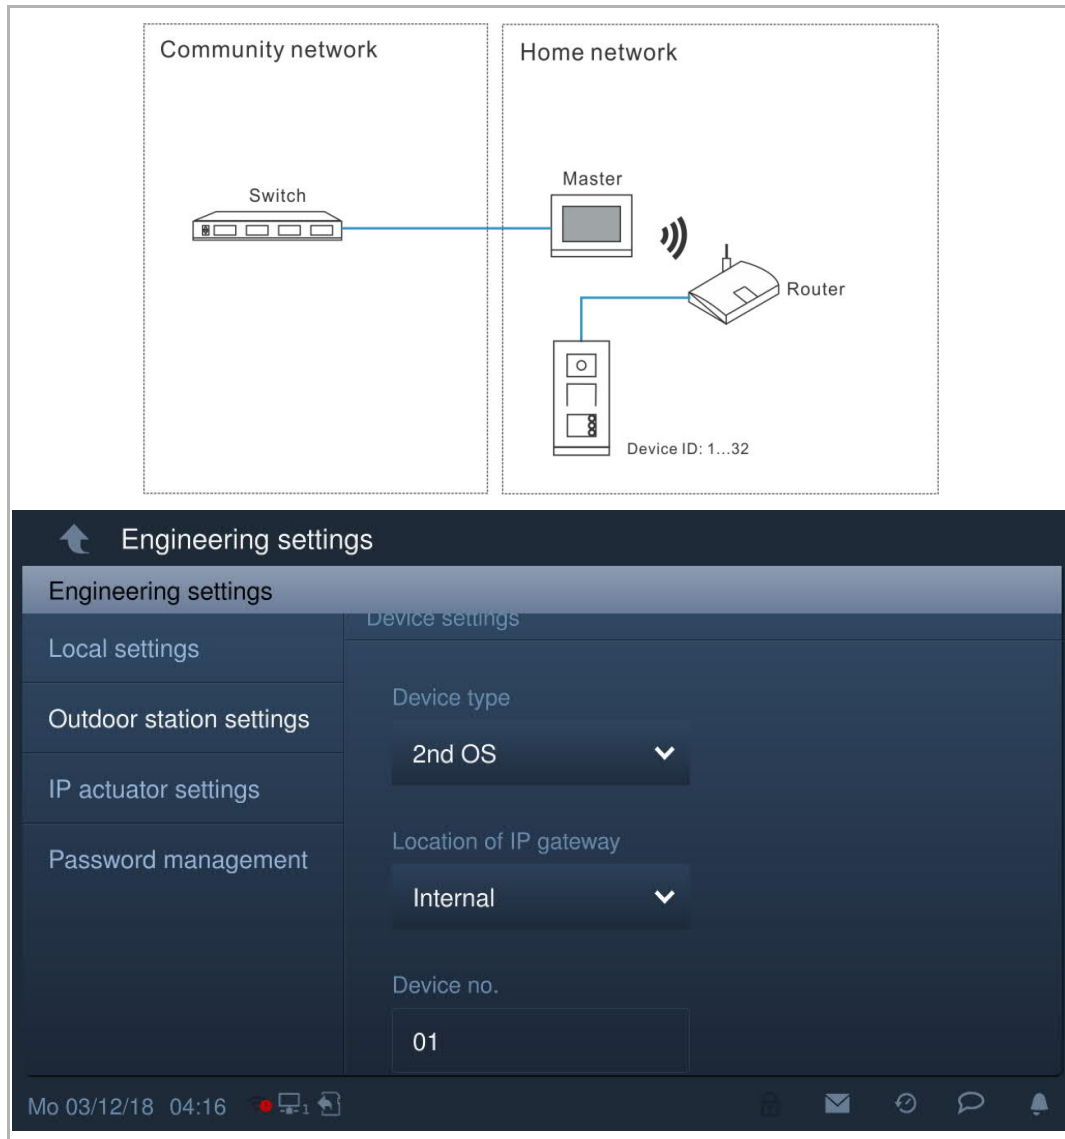 Community network
Home network
Switch
Master
Router
Device ID: 1...32
Engineering settings
Engineering settings
Device settings
Local settings
Outdoor station settings
IP actuator settings
Password management
Device type
2nd OS
Location of IP gateway
Internal
Device no.
01
Mo 03/12/18 04:16
1